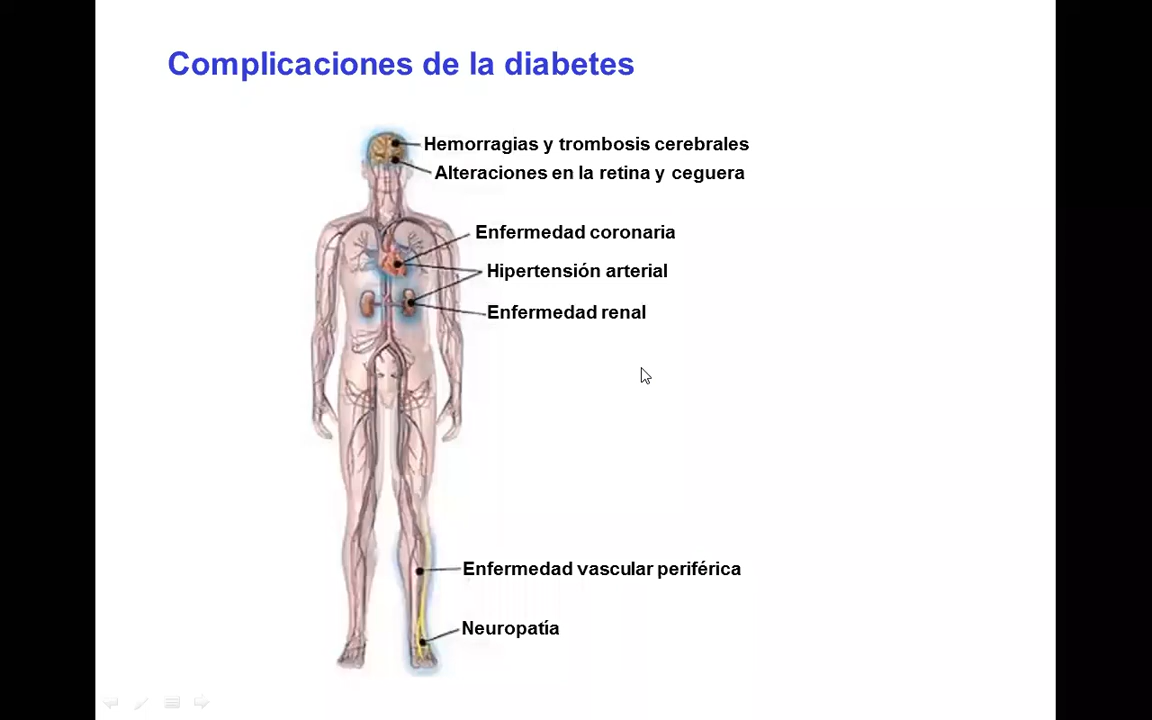 Complicaciones de la diabetes
Hemorragias y trombosis cerebrales
Alteraciones en la retina y ceguera
Enfermedad coronaria
Hipertensión arterial
Enfermedad renal
Enfermedad vascular periférica
Neuropatía